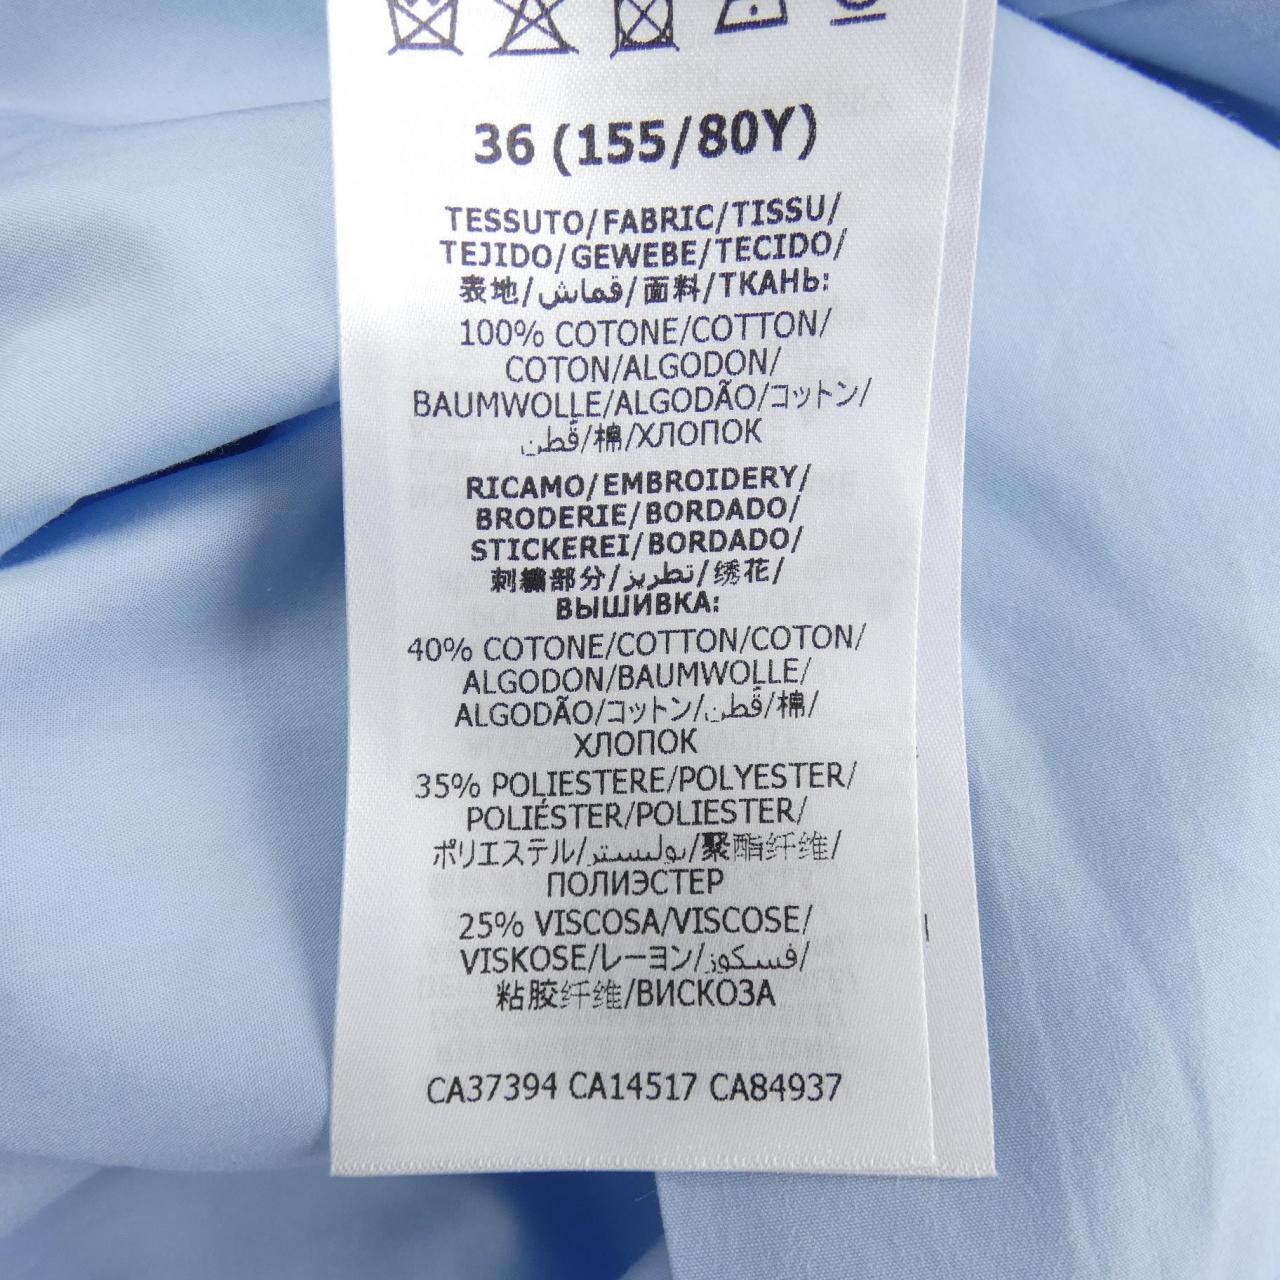 36 (155/80Y)
TESSUTO/FABRIC/TISSU/
TEJIDO/GEWEBE/TECIDO/
表地/قماش/面料/ТКАНЬ:
100% COTONE/COTTON/
COTON/ALGODON/
BAUMWOLLE/ALGODÃO/コットン/
قُطن/棉/ХЛОПОК
RICAMO/EMBROIDERY/
BRODERIE/BORDADO/
STICKEREI/BORDADO/
刺繍部分/تطريز/绣花/
ВЫШИВКА:
40% COTONE/COTTON/COTON/
ALGODON/BAUMWOLLE/
ALGODÃO/コットン/قُطن/棉/
ХЛОПОК
35% POLIESTERE/POLYESTER/
POLIÉSTER/POLIESTER/
ポリエステル/بوليستر/聚酯纤维/
ПОЛИЭСТЕР
25% VISCOSA/VISCOSE/
VISKOSE/レーヨン/فسكوز/
粘胶纤维/ВИСКОЗА
CA37394 CA14517 CA84937